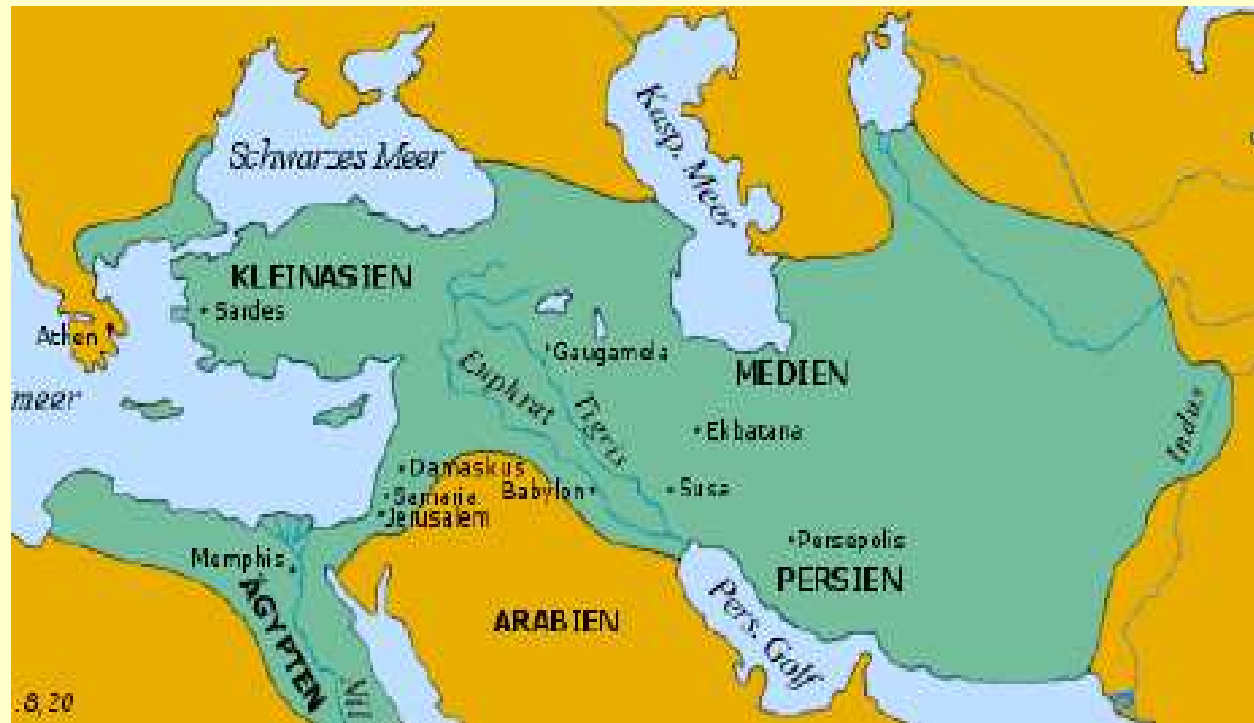 Schwarzes Meer
Kasp. Meer
KLEINASIEN
Sardes
Athen
Gaugamela
MEDIEN
meer
Euphrat
Tigris
Indus
Ekbatana
Damaskus
Samaria
Babylon
Susa
Jerusalem
Persepolis
Memphis
PERSIEN
ÄGYPTEN
ARABIEN
Pers. Golf